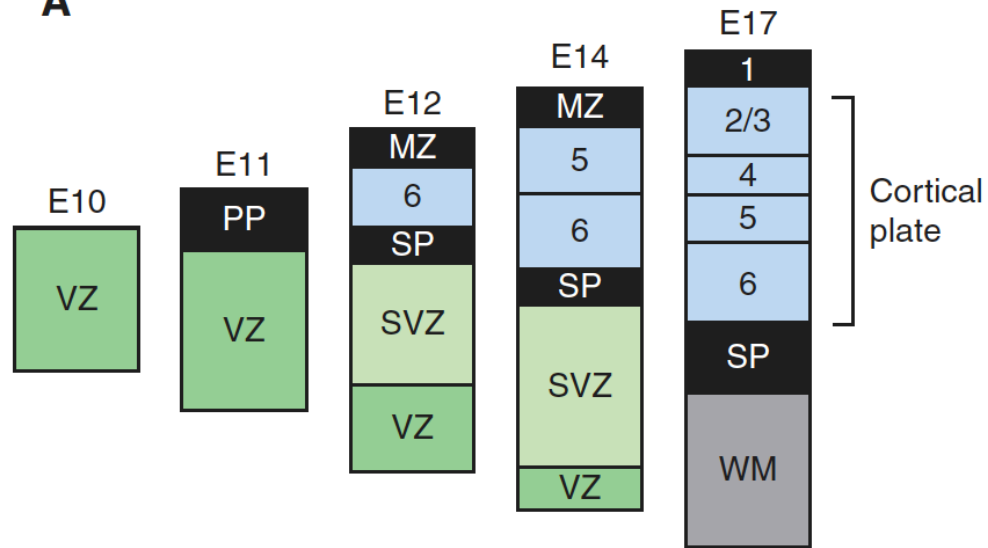 A
E10
VZ
E11
PP
VZ
E12
MZ
6
SP
SVZ
VZ
E14
MZ
5
6
SP
SVZ
VZ
E17
1
2/3
4
5
6
SP
WM
Cortical
plate